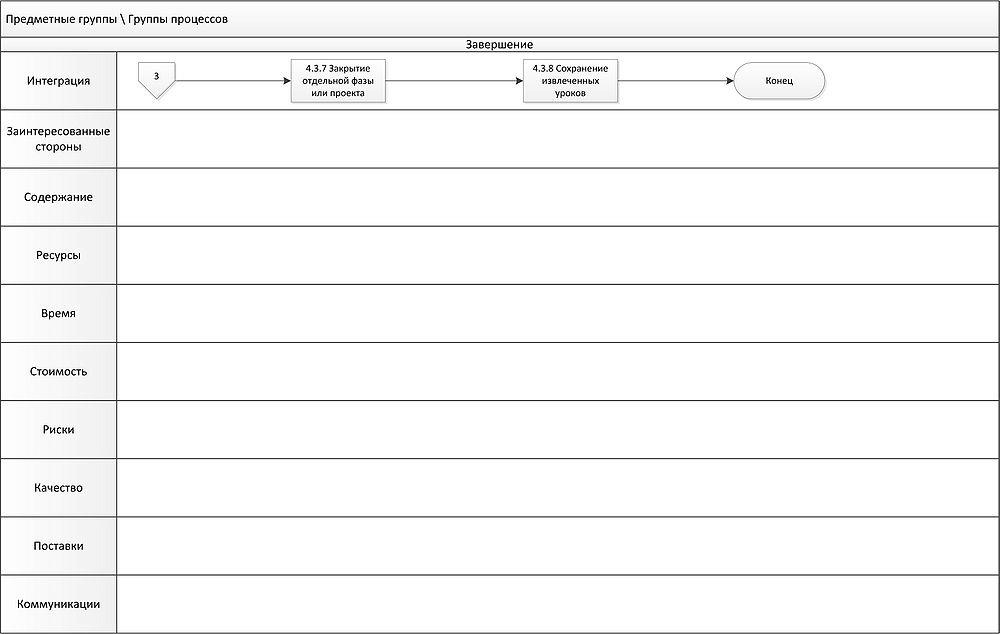 Предметные группы \ Группы процессов
Завершение
Интеграция
3
4.3.7 Закрытие
отдельной фазы
или проекта
4.3.8 Сохранение
извлеченных
уроков
Конец
Заинтересованные
стороны
Содержание
Ресурсы
Время
Стоимость
Риски
Качество
Поставки
Коммуникации